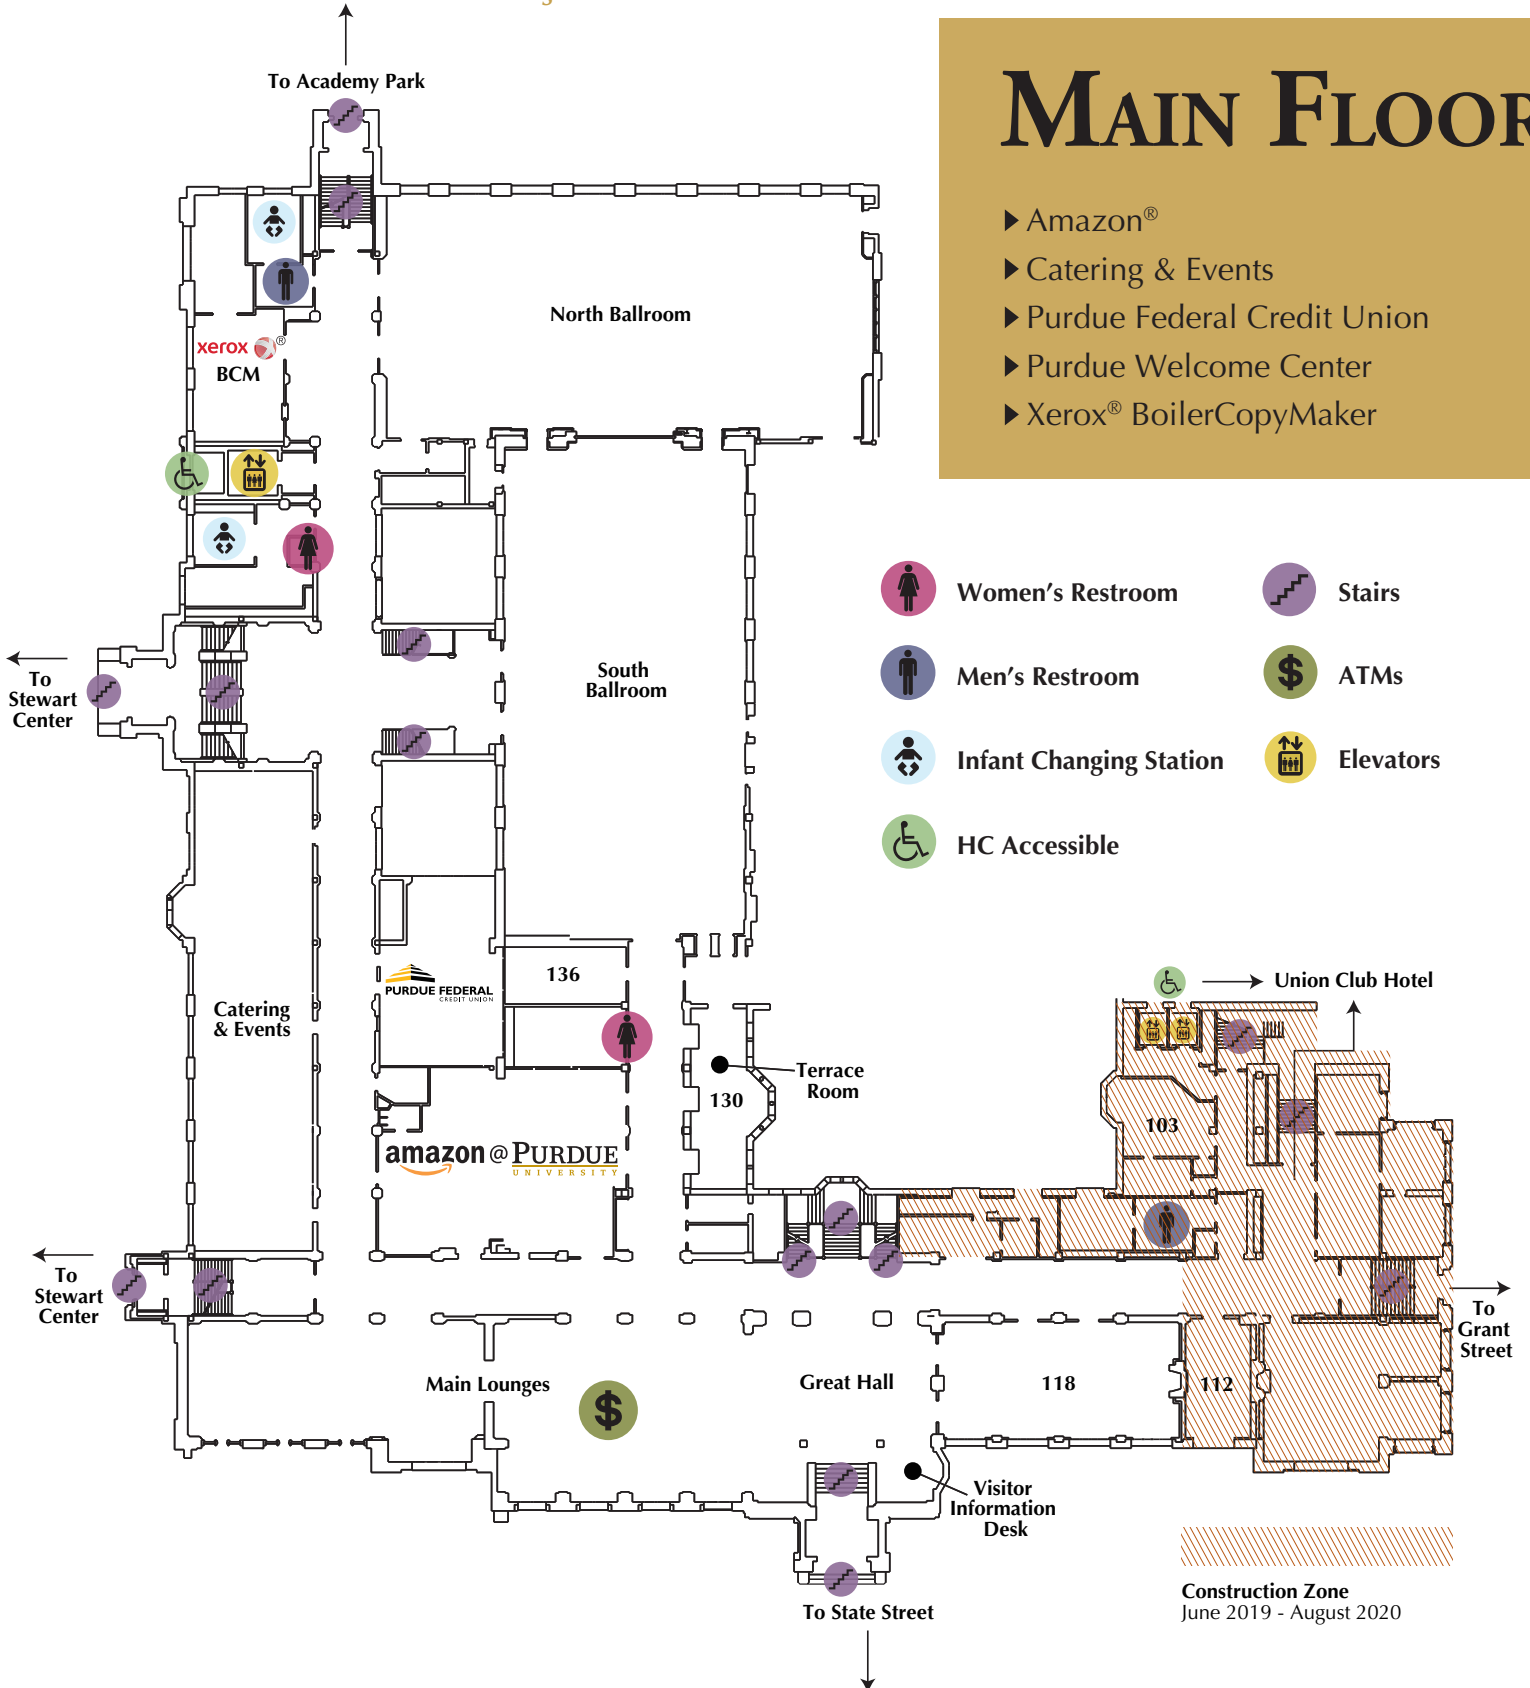 To Academy Park
MAIN FLOOR
▶ Amazon®
▶ Catering & Events
▶ Purdue Federal Credit Union
▶ Purdue Welcome Center
▶ Xerox® BoilerCopyMaker
North Ballroom
xerox ®
BCM
Women's Restroom
Stairs
Men's Restroom
$ ATMs
Infant Changing Station
Elevators
HC Accessible
To
Stewart
Center
South
Ballroom
PURDUE FEDERAL
CREDIT UNION
136
Catering
& Events
Terrace
Room
130
Union Club Hotel
103
amazon @ PURDUE
UNIVERSITY
To
Stewart
Center
To
Grant
Street
Main Lounges
$
Great Hall
118
112
Visitor
Information
Desk
To State Street
Construction Zone
June 2019 - August 2020